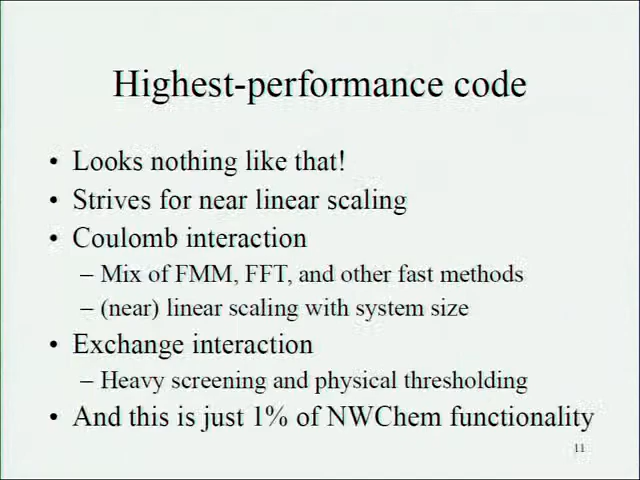 Highest-performance code
• Looks nothing like that!
• Strives for near linear scaling
• Coulomb interaction
– Mix of FMM, FFT, and other fast methods
– (near) linear scaling with system size
• Exchange interaction
– Heavy screening and physical thresholding
• And this is just 1% of NWChem functionality
11